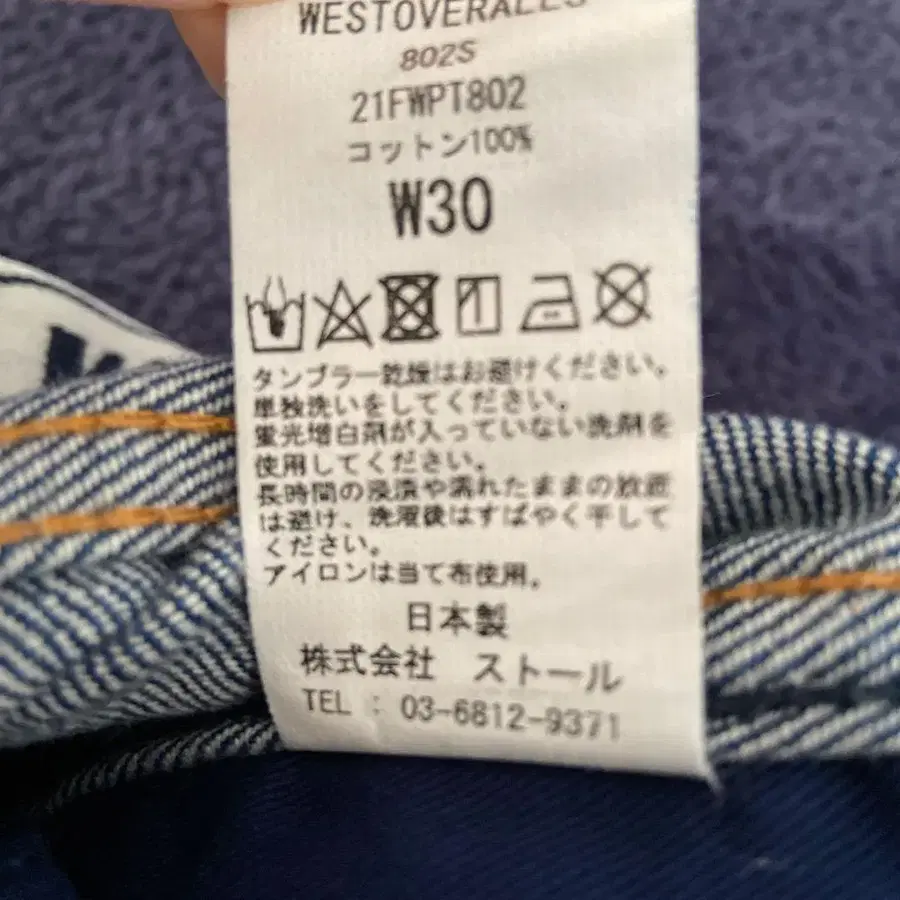 WESTOVERALLS
802S
21FWPT802
コットン100%
W30
タンブラー乾燥はお避けください。
単独洗いをしてください。
蛍光増白剤が入っていない洗剤を
使用してください。
長時間の浸漬や濡れたままの放置
は避け、洗濯後はすばやく干して
ください。
アイロンは当て布使用。
日本製
株式会社 ストール
TEL : 03-6812-9371